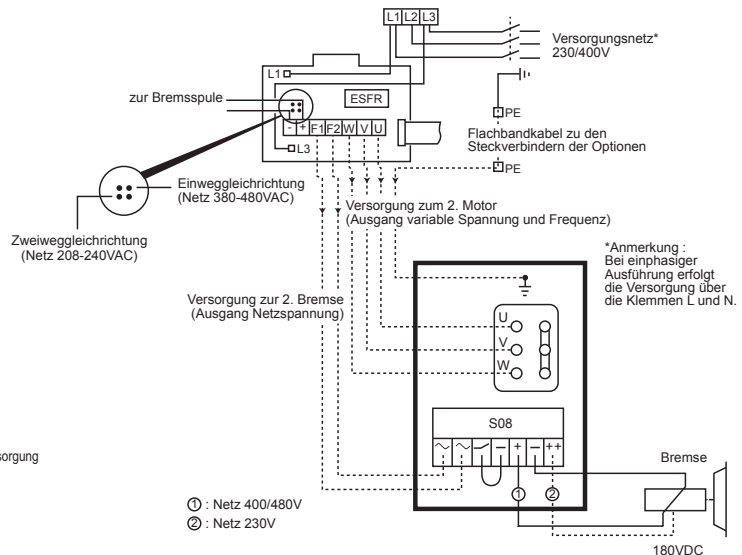 L1 L2 L3
Versorgungsnetz*
230/400V
L1
zur Bremsspule
ESFR
PE
- + F1 F2 W V U
Flachbandkabel zu den
Steckverbindern der Optionen
L3
PE
Einweggleichrichtung
(Netz 380-480VAC)
Versorgung zum 2. Motor
(Ausgang variable Spannung und Frequenz)
Zweiweggleichrichtung
(Netz 208-240VAC)
*Anmerkung :
Bei einphasiger
Ausführung erfolgt
die Versorgung über
die Klemmen L und N.
Versorgung zur 2. Bremse
(Ausgang Netzspannung)
U
V
W
S08
sorgung
+ ++
Bremse
① : Netz 400/480V
② : Netz 230V
1 2
180VDC